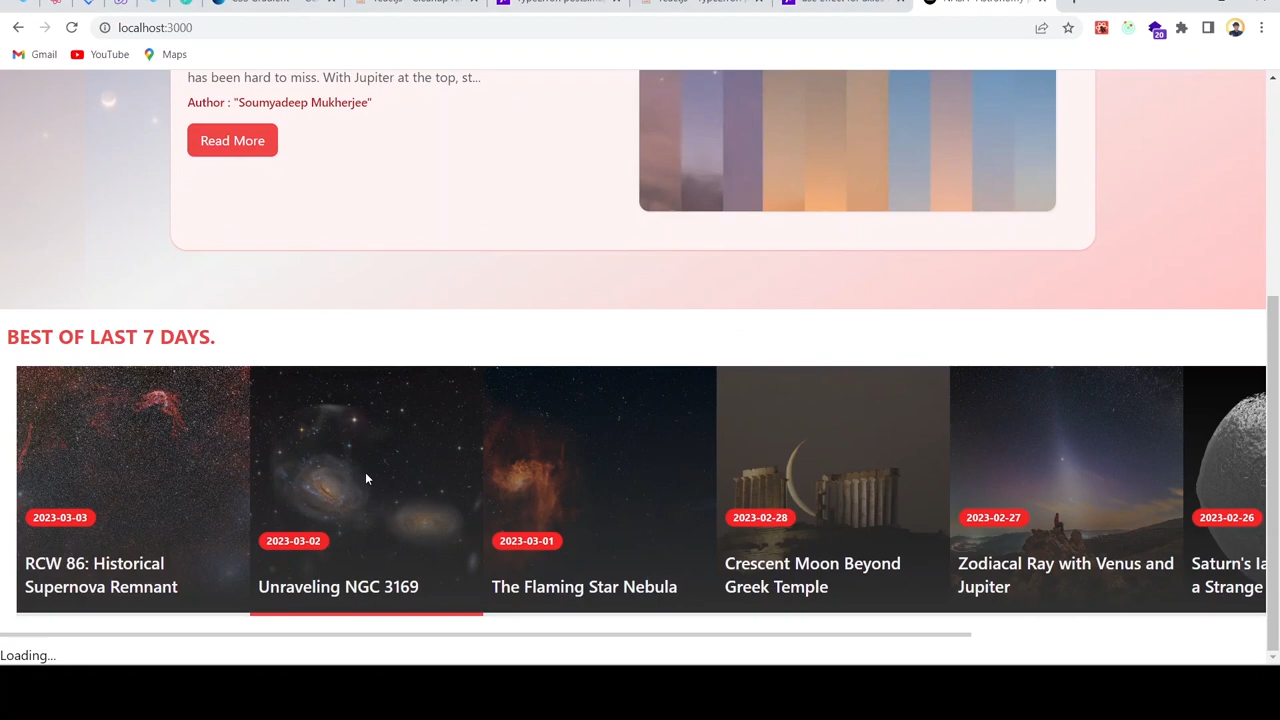 localhost:3000
Gmail YouTube Maps
20
has been hard to miss. With Jupiter at the top, st...
Author : "Soumyadeep Mukherjee"
Read More
BEST OF LAST 7 DAYS.
2023-03-03
RCW 86: Historical
Supernova Remnant
2023-03-02
Unraveling NGC 3169
2023-03-01
The Flaming Star Nebula
2023-02-28
Crescent Moon Beyond
Greek Temple
2023-02-27
Zodiacal Ray with Venus and
Jupiter
2023-02-26
Saturn's
a Strange
Loading...